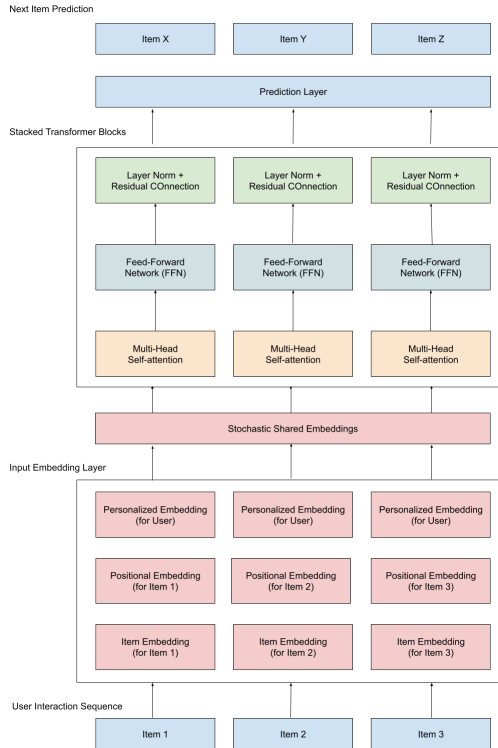 Next Item Prediction
Item X
Item Y
Item Z
Prediction Layer
Stacked Transformer Blocks
Layer Norm +
Residual COnnection
Layer Norm +
Residual COnnection
Layer Norm +
Residual COnnection
Feed-Forward
Network (FFN)
Feed-Forward
Network (FFN)
Feed-Forward
Network (FFN)
Multi-Head
Self-attention
Multi-Head
Self-attention
Multi-Head
Self-attention
Stochastic Shared Embeddings
Input Embedding Layer
Personalized Embedding
(for User)
Personalized Embedding
(for User)
Personalized Embedding
(for User)
Positional Embedding
(for Item 1)
Positional Embedding
(for Item 2)
Positional Embedding
(for Item 3)
Item Embedding
(for Item 1)
Item Embedding
(for Item 2)
Item Embedding
(for Item 3)
User Interaction Sequence
Item 1
Item 2
Item 3